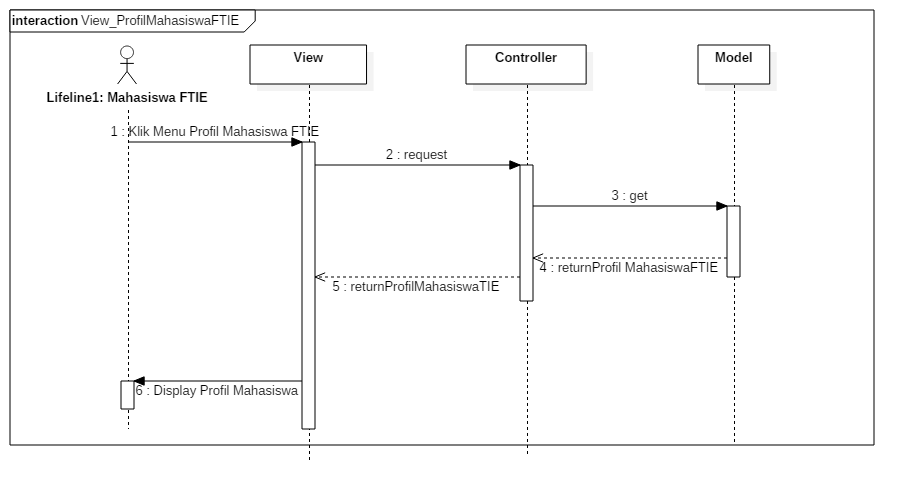 interaction View_ProfilMahasiswaFTIE
View
Controller
Model
Lifeline1: Mahasiswa FTIE
1 : Klik Menu Profil Mahasiswa FTIE
2 : request
3 : get
4 : returnProfil MahasiswaFTIE
5 : returnProfilMahasiswaTIE
6 : Display Profil Mahasiswa